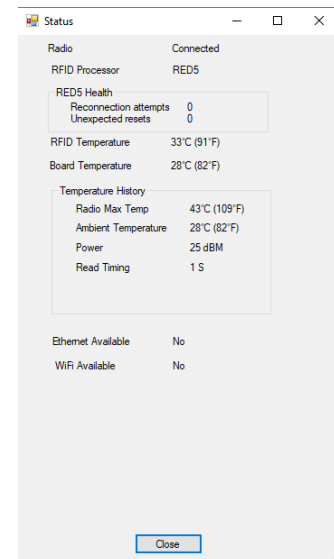 Status
Radio Connected
RFID Processor RED5
RED5 Health
Reconnection attempts 0
Unexpected resets 0
RFID Temperature 33°C (91°F)
Board Temperature 28°C (82°F)
Temperature History
Radio Max Temp 43°C (109°F)
Ambient Temperature 28°C (82°F)
Power 25 dBM
Read Timing 1 S
Ethernet Available No
WiFi Available No
Close